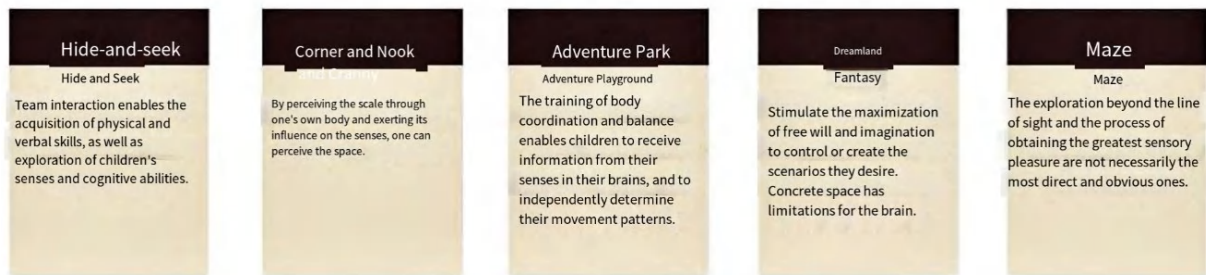 Hide-and-seek
Hide and Seek
Team interaction enables the
acquisition of physical and
verbal skills, as well as
exploration of children's
senses and cognitive abilities.
Corner and Nook
and Cranny
By perceiving the scale through
one's own body and exerting its
influence on the senses, one can
perceive the space.
Adventure Park
Adventure Playground
The training of body
coordination and balance
enables children to receive
information from their
senses in their brains, and to
independently determine
their movement patterns.
Dreamland
Fantasy
Stimulate the maximization
of free will and imagination
to control or create the
scenarios they desire.
Concrete space has
limitations for the brain.
Maze
Maze
The exploration beyond the line
of sight and the process of
obtaining the greatest sensory
pleasure are not necessarily the
most direct and obvious ones.